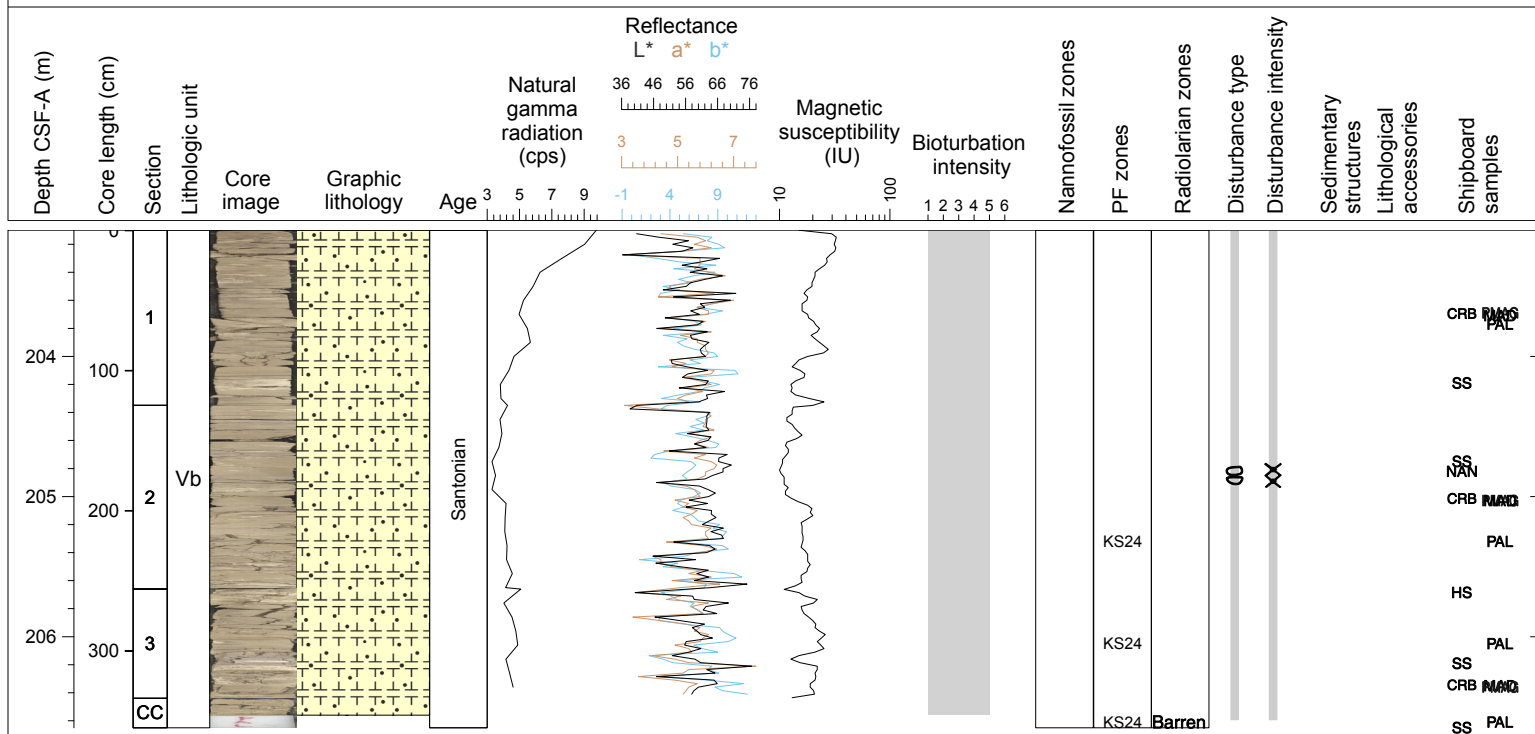 Depth CSF-A (m)
Core length (cm)
Section
Lithologic unit
Core
image
Graphic
lithology
Age
Natural
gamma
radiation
(cps)
3 5 9
Reflectance
L* a* b*
36 46 56 66 76
3 5 7
-1 4 9
Magnetic
susceptibility
(IU)
10 100
Bioturbation
intensity
1 2 3 4 5 6
Nannofossil zones
PF zones
Radiolarian zones
Disturbance type
Disturbance intensity
Sedimentary
structures
Lithological
accessories
Shipboard
samples
204
205
206
0
100
200
300
1
2
3
CC
Vb
Santonian
KS24
KS24
KS24
Barren
CRB
PAL
SS
SS
NAN
CRB
PAL
HS
PAL
SS
CRB
SS
PAL